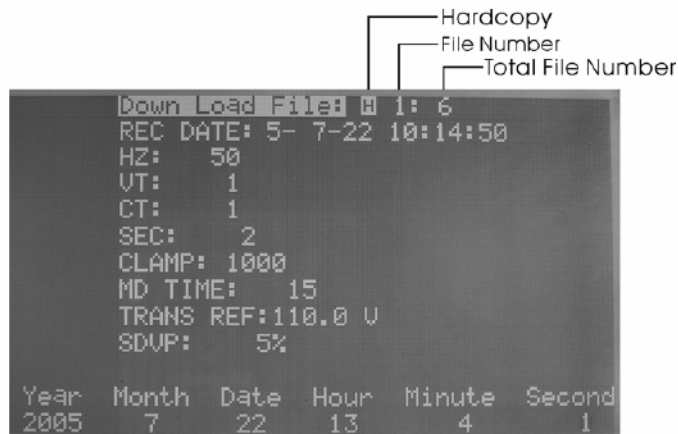 Hardcopy
File Number
Total File Number
Down Load File: H 1: 6
REC DATE: 5- 7-22 10:14:50
HZ: 50
VT: 1
CT: 1
SEC: 2
CLAMP: 1000
MD TIME: 15
TRANS REF:110.0 V
SDVP: 5%
Year Month Date Hour Minute Second
2005 7 22 13 4 1